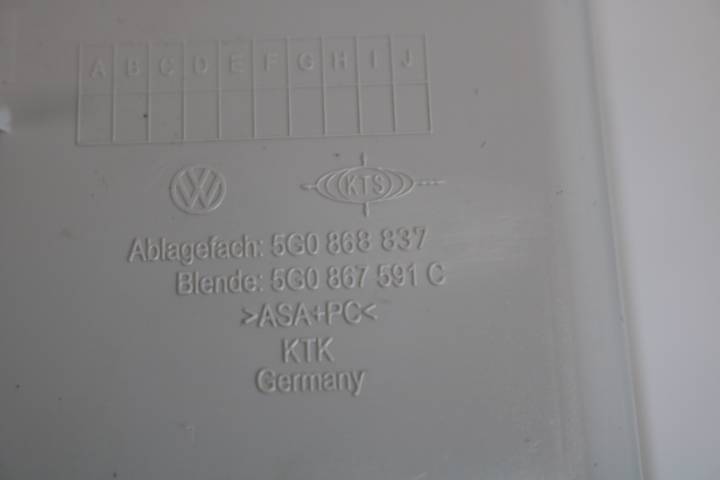 A B C D E F G H I J
KTS
Ablagefach: 5G0 868 837
Blende: 5G0 867 591 C
>ASA+PC<
KTK
Germany